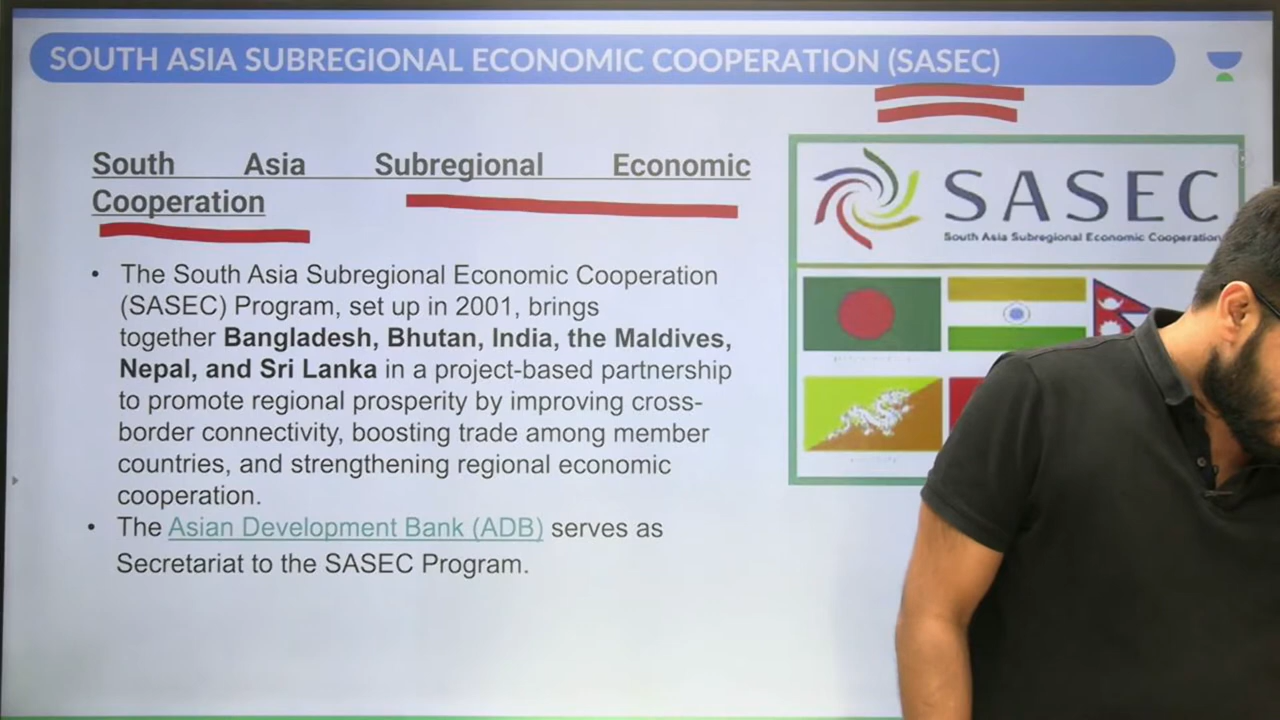 SOUTH ASIA SUBREGIONAL ECONOMIC COOPERATION (SASEC)
South Asia Subregional Economic
Cooperation
• The South Asia Subregional Economic Cooperation
(SASEC) Program, set up in 2001, brings
together Bangladesh, Bhutan, India, the Maldives,
Nepal, and Sri Lanka in a project-based partnership
to promote regional prosperity by improving cross-
border connectivity, boosting trade among member
countries, and strengthening regional economic
cooperation.
• The Asian Development Bank (ADB) serves as
Secretariat to the SASEC Program.
SASEC
South Asia Subregional Economic Cooperation